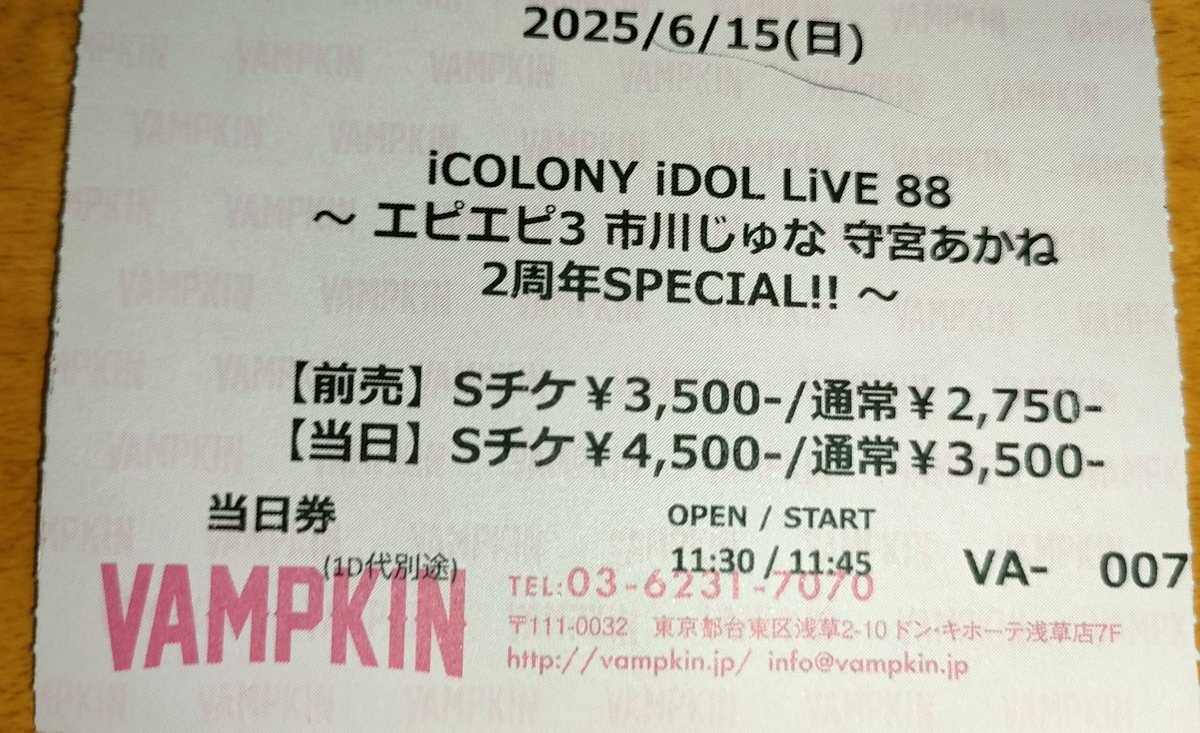 2025/6/15(日)
iCOLONY iDOL LiVE 88
～ エピエピ3 市川じゅな 守宮あかね
2周年SPECIAL!! ～
【前売】Sチケ￥3,500-/通常￥2,750-
【当日】Sチケ￥4,500-/通常￥3,500-
当日券
(1D代別途)
OPEN / START
11:30 / 11:45
VA- 007
VAMPKIN
TEL:03-6231-7070
〒111-0032 東京都台東区浅草2-10 ドン・キホーテ浅草店7F
http://vampkin.jp/ info@vampkin.jp